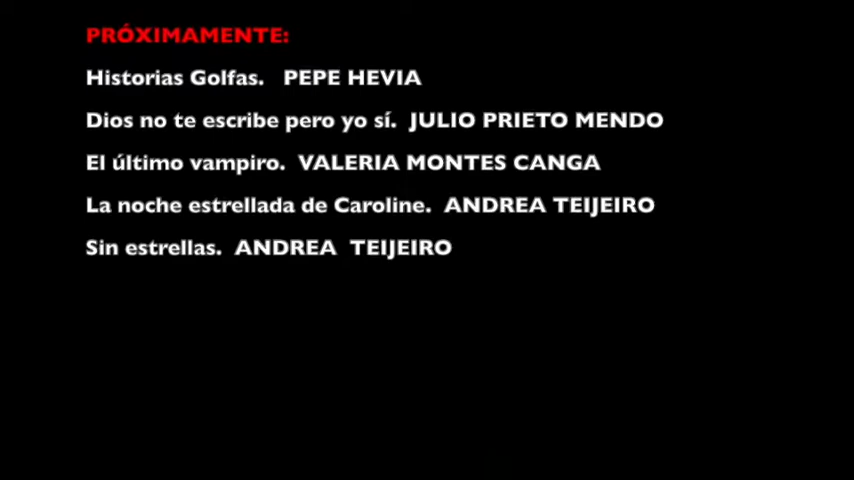 PRÓXIMAMENTE:
Historias Golfas. PEPE HEVIA
Dios no te escribe pero yo sí. JULIO PRIETO MENDO
El último vampiro. VALERIA MONTES CANGA
La noche estrellada de Caroline. ANDREA TEIJEIRO
Sin estrellas. ANDREA TEIJEIRO